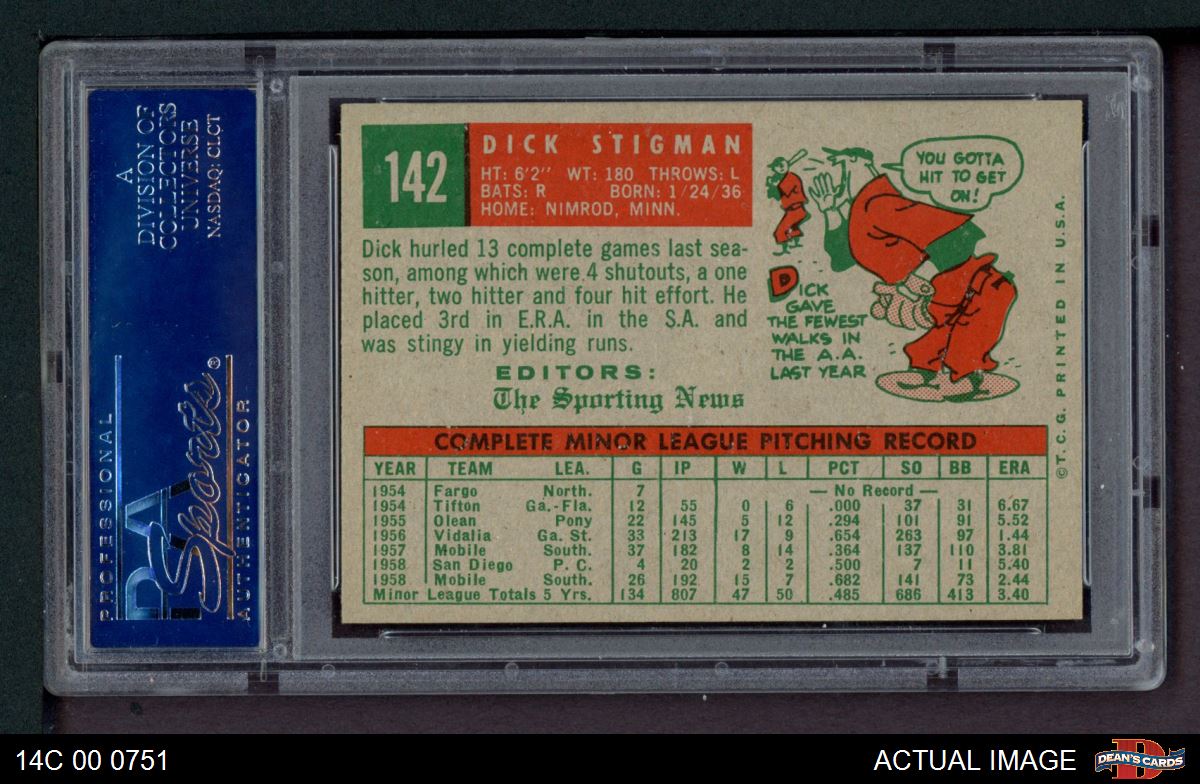 A
DIVISION OF
COLLECTORS
UNIVERSE
NASDAQ: CLCT
PROFESSIONAL
PSA
Sports®
AUTHENTICATOR
142
DICK STIGMAN
HT: 6'2" WT: 180 THROWS: L
BATS: R BORN: 1/24/36
HOME: NIMROD, MINN.
Dick hurled 13 complete games last sea-
son, among which were 4 shutouts, a one
hitter, two hitter and four hit effort. He
placed 3rd in E.R.A. in the S.A. and
was stingy in yielding runs.
EDITORS:
The Sporting News
YOU GOTTA
HIT TO GET
ON!
DICK
GAVE
THE FEWEST
WALKS IN
THE A.A.
LAST YEAR
© T. C. G. PRINTED IN U.S.A.
COMPLETE MINOR LEAGUE PITCHING RECORD
YEAR TEAM LEA. G IP W L PCT SO BB ERA
1954 Fargo North. 7 — No Record —
1954 Tifton Ga.-Fla. 12 55 0 6 .000 37 31 6.67
1955 Olean Pony 22 145 5 12 .294 101 91 5.52
1956 Vidalia Ga. St. 33 213 17 9 .654 263 97 1.44
1957 Mobile South. 37 182 8 14 .364 137 110 3.81
1958 San Diego P. C. 4 20 2 2 .500 7 11 5.40
1958 Mobile South. 26 192 15 7 .682 141 73 2.44
Minor League Totals 5 Yrs. 134 807 47 50 .485 686 413 3.40
14C 00 0751
ACTUAL IMAGE
D
DEAN'S CARDS